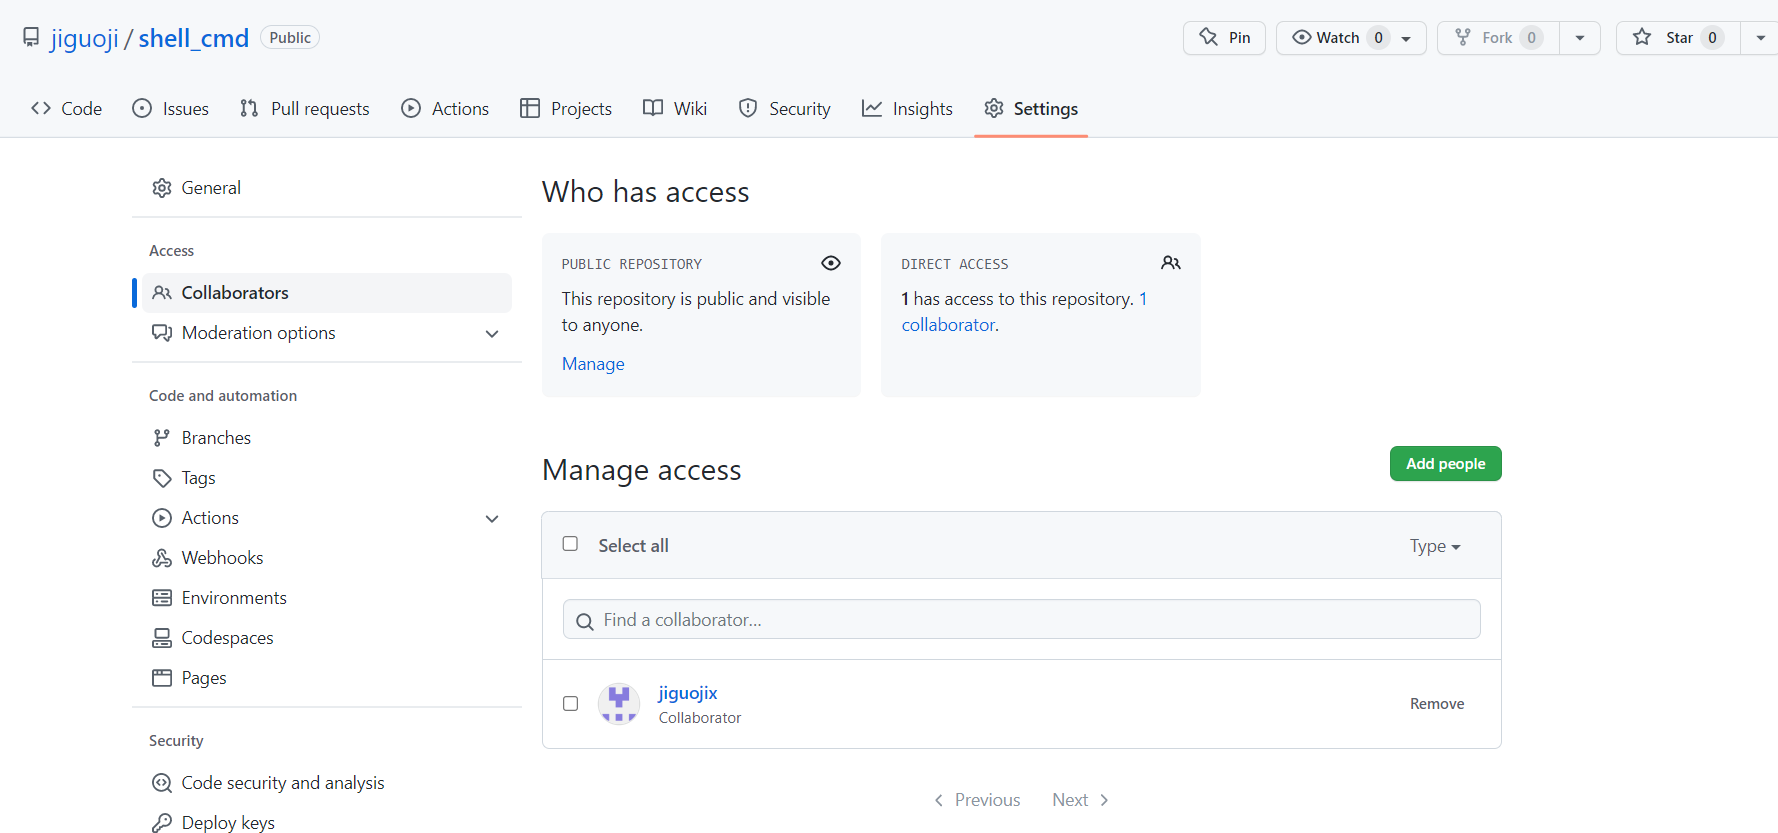 jiguoji / shell_cmd Public
Pin Watch 0 Fork 0 Star 0
Code Issues Pull requests Actions Projects Wiki Security Insights Settings
General
Access
Collaborators
Moderation options
Code and automation
Branches
Tags
Actions
Webhooks
Environments
Codespaces
Pages
Security
Code security and analysis
Deploy keys
Who has access
PUBLIC REPOSITORY
This repository is public and visible
to anyone.
Manage
DIRECT ACCESS
1 has access to this repository. 1
collaborator.
Manage access
Add people
Select all
Type
Find a collaborator...
jiguojix
Collaborator
Remove
Previous Next